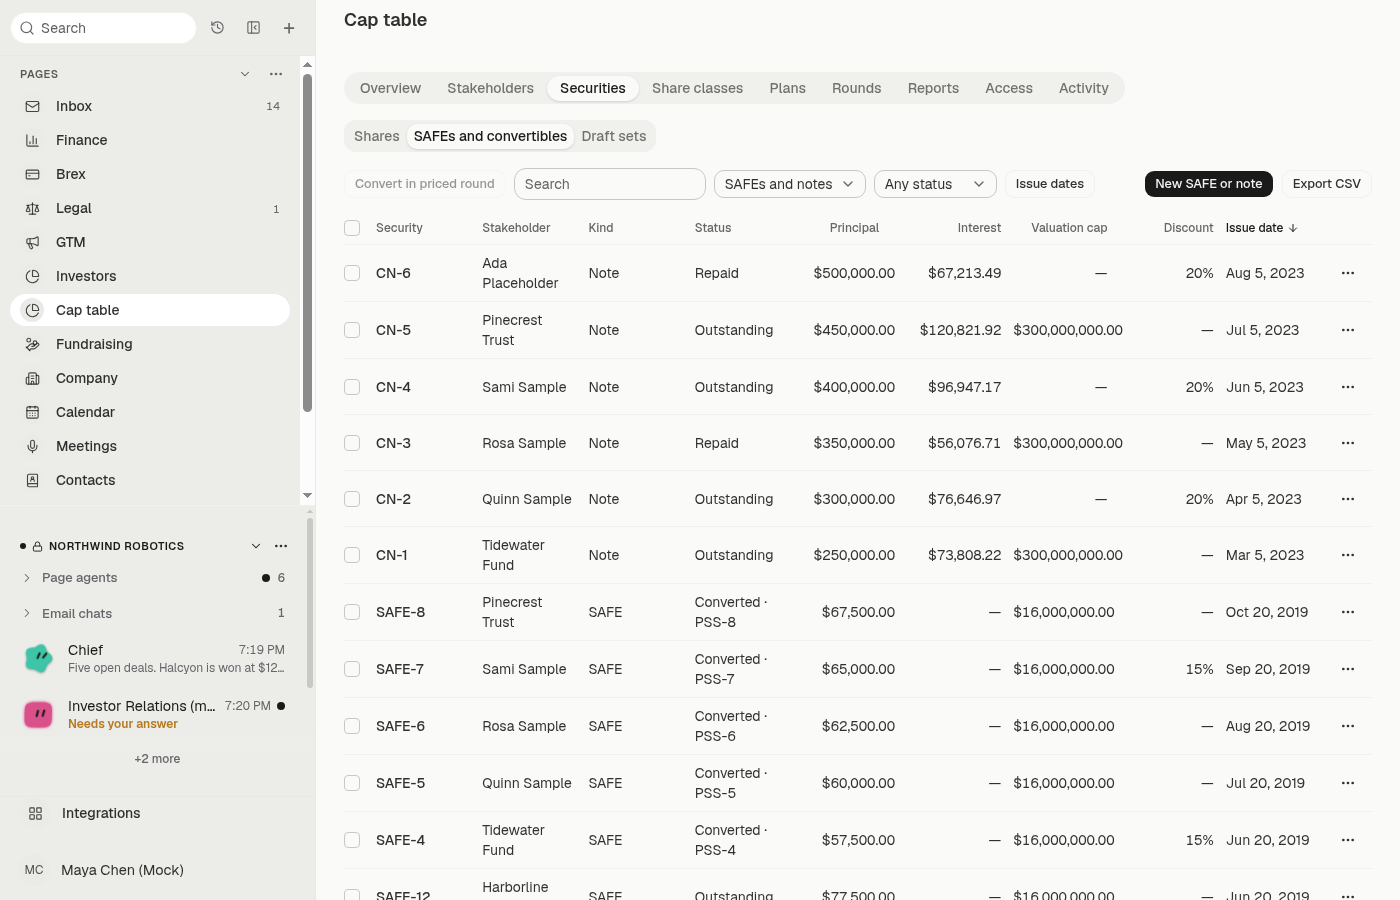 Search
PAGES
Inbox 14
Finance
Brex
Legal 1
GTM
Investors
Cap table
Fundraising
Company
Calendar
Meetings
Contacts
NORTHWIND ROBOTICS
Page agents 6
Email chats 1
Chief 7:19 PM
Five open deals. Halcyon is won at $12...
Investor Relations (m... 7:20 PM
Needs your answer
+2 more
Integrations
MC Maya Chen (Mock)
Cap table
Overview Stakeholders Securities Share classes Plans Rounds Reports Access Activity
Shares SAFEs and convertibles Draft sets
Convert in priced round Search SAFEs and notes Any status Issue dates New SAFE or note Export CSV
Security Stakeholder Kind Status Principal Interest Valuation cap Discount Issue date ↓
CN-6 Ada Placeholder Note Repaid $500,000.00 $67,213.49 — 20% Aug 5, 2023
CN-5 Pinecrest Trust Note Outstanding $450,000.00 $120,821.92 $300,000,000.00 — Jul 5, 2023
CN-4 Sami Sample Note Outstanding $400,000.00 $96,947.17 — 20% Jun 5, 2023
CN-3 Rosa Sample Note Repaid $350,000.00 $56,076.71 $300,000,000.00 — May 5, 2023
CN-2 Quinn Sample Note Outstanding $300,000.00 $76,646.97 — 20% Apr 5, 2023
CN-1 Tidewater Fund Note Outstanding $250,000.00 $73,808.22 $300,000,000.00 — Mar 5, 2023
SAFE-8 Pinecrest Trust SAFE Converted · PSS-8 $67,500.00 — $16,000,000.00 — Oct 20, 2019
SAFE-7 Sami Sample SAFE Converted · PSS-7 $65,000.00 — $16,000,000.00 15% Sep 20, 2019
SAFE-6 Rosa Sample SAFE Converted · PSS-6 $62,500.00 — $16,000,000.00 — Aug 20, 2019
SAFE-5 Quinn Sample SAFE Converted · PSS-5 $60,000.00 — $16,000,000.00 — Jul 20, 2019
SAFE-4 Tidewater Fund SAFE Converted · PSS-4 $57,500.00 — $16,000,000.00 15% Jun 20, 2019
SAFE-12 Harborline SAFE Outstanding $77,500.00 — $16,000,000.00 — Jun 20, 2019